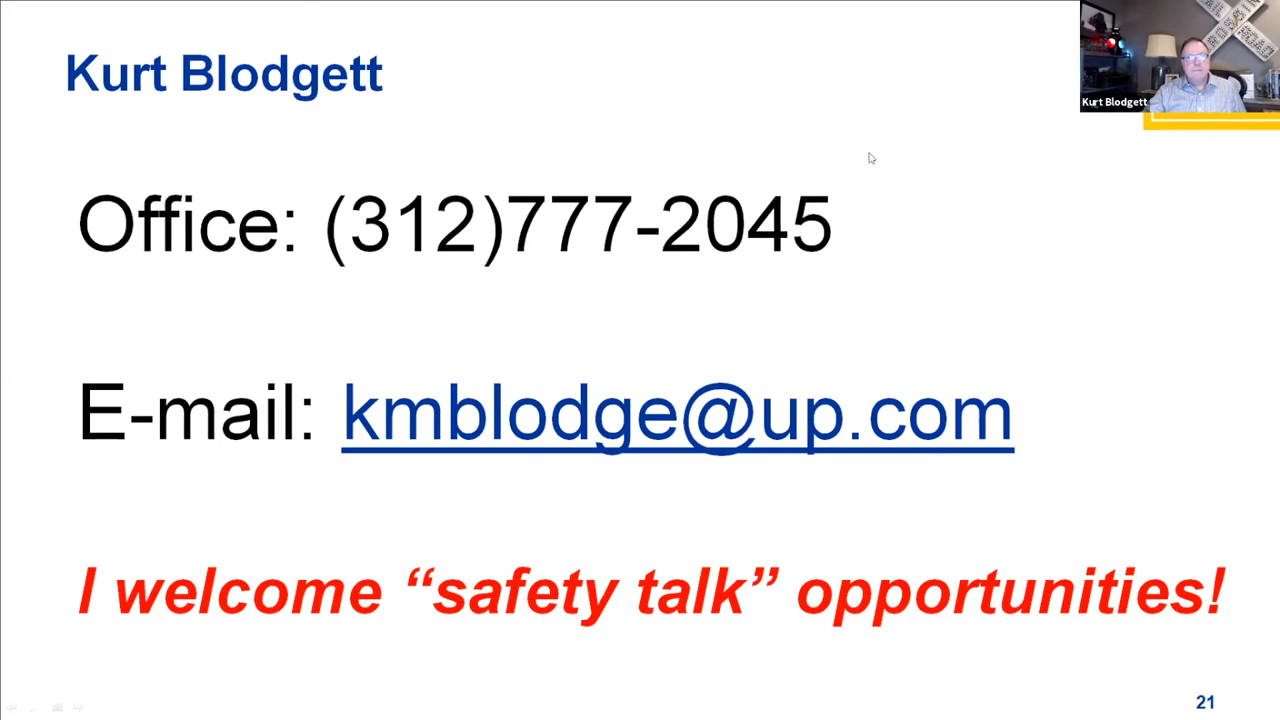 Kurt Blodgett
Kurt Blodgett
Office: (312)777-2045
E-mail: kmblodge@up.com
I welcome “safety talk” opportunities!
21